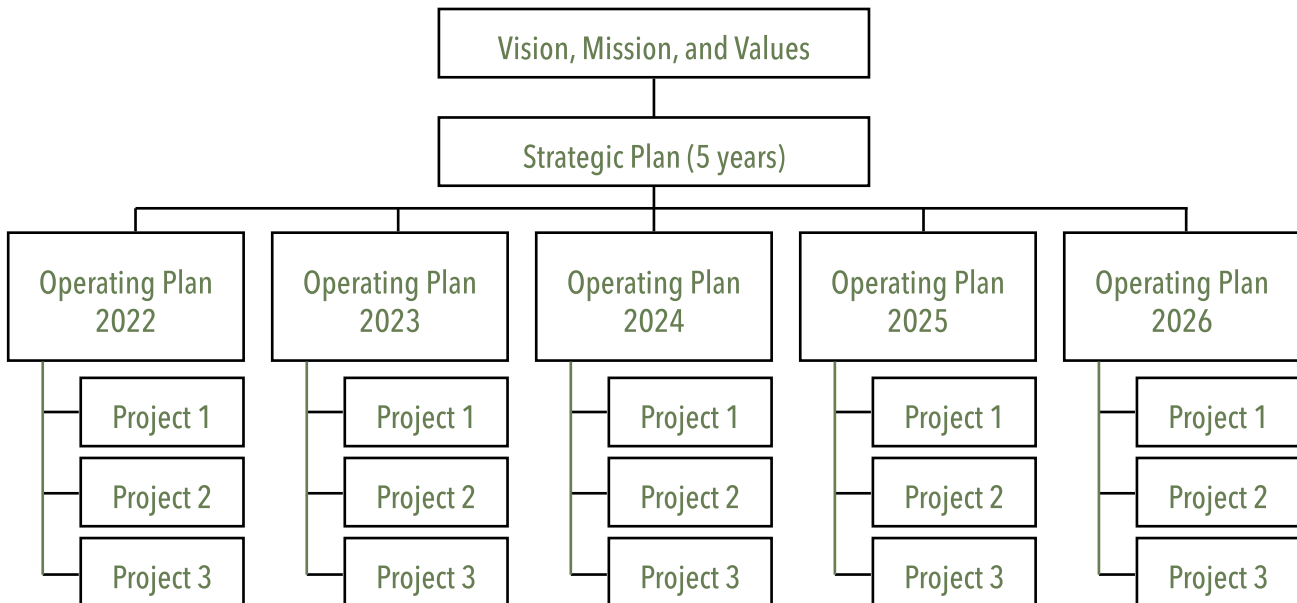 Vision, Mission, and Values
Strategic Plan (5 years)
Operating Plan
2022
Operating Plan
2023
Operating Plan
2024
Operating Plan
2025
Operating Plan
2026
Project 1
Project 1
Project 1
Project 1
Project 1
Project 2
Project 2
Project 2
Project 2
Project 2
Project 3
Project 3
Project 3
Project 3
Project 3